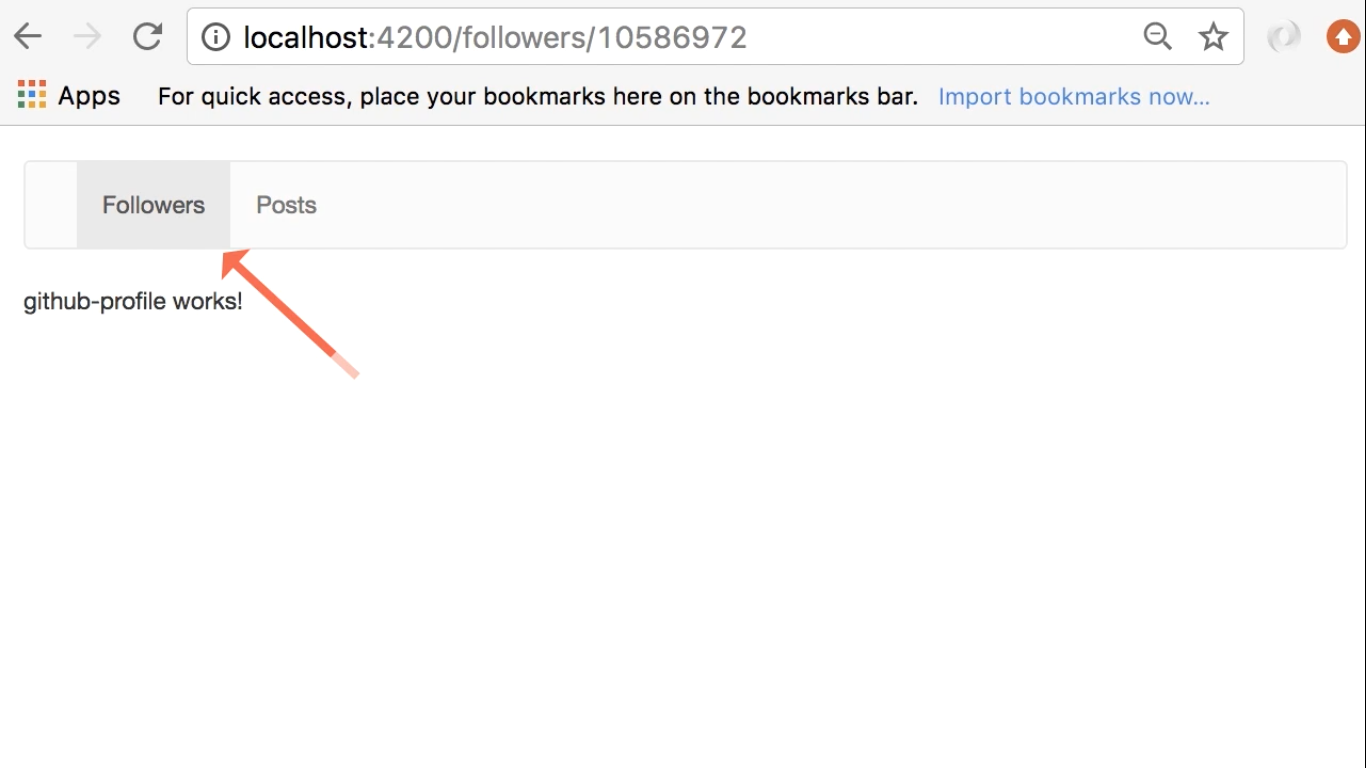 localhost:4200/followers/10586972
Apps For quick access, place your bookmarks here on the bookmarks bar. Import bookmarks now...
Followers Posts
github-profile works!